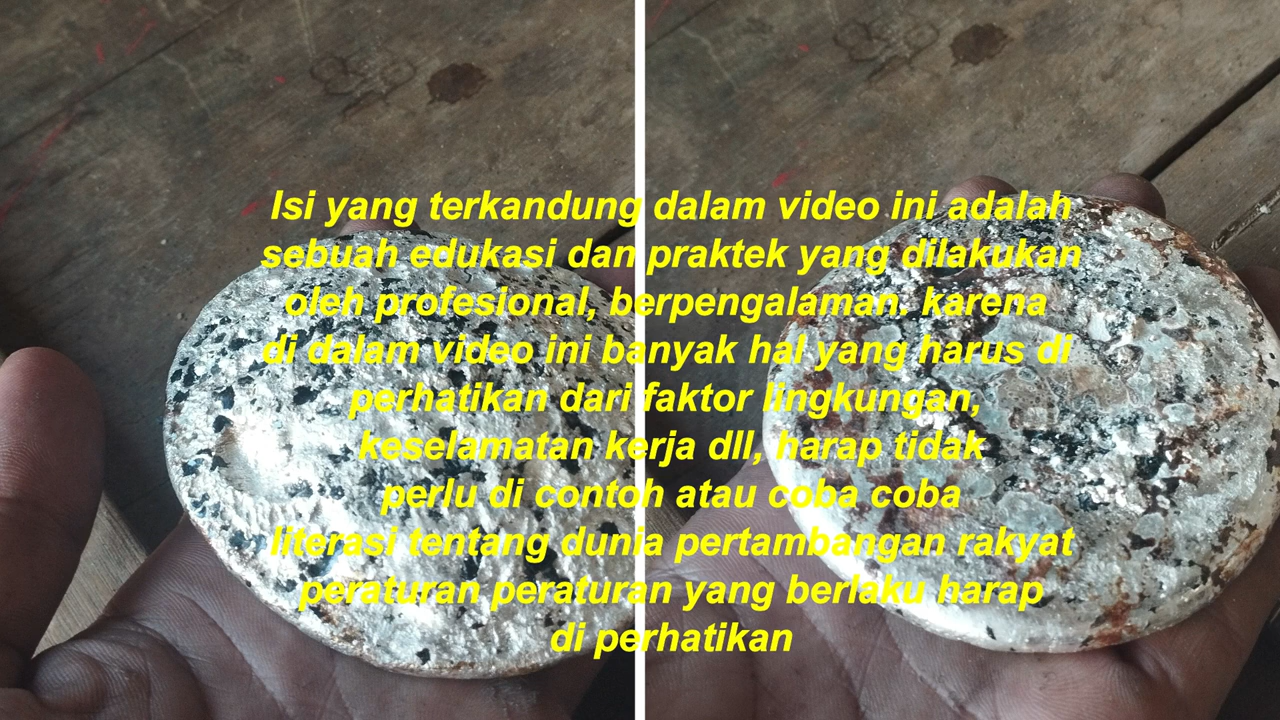 Isi yang terkandung dalam video ini adalah
sebuah edukasi dan praktek yang dilakukan
oleh profesional, berpengalaman. karena
di dalam video ini banyak hal yang harus di
perhatikan dari faktor lingkungan,
keselamatan kerja dll, harap tidak
perlu di contoh atau coba coba
literasi tentang dunia pertambangan rakyat
peraturan peraturan yang berlaku harap
di perhatikan